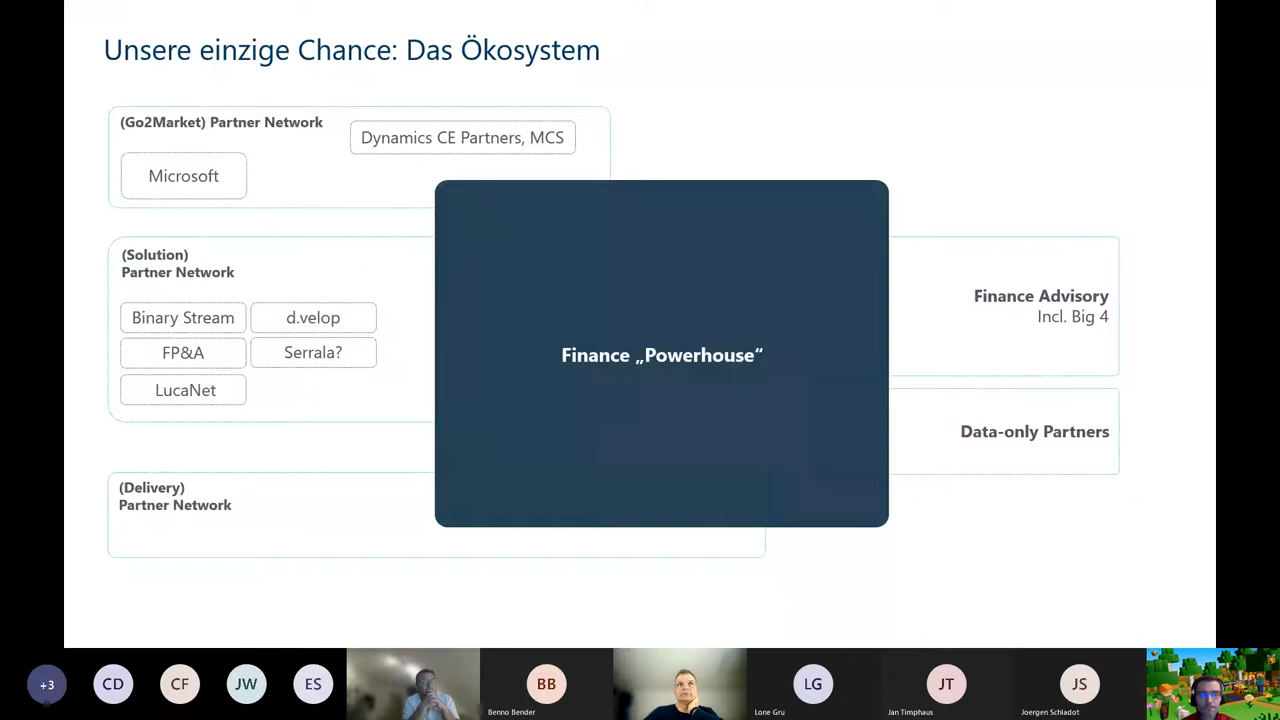 Unsere einzige Chance: Das Ökosystem
(Go2Market) Partner Network
Dynamics CE Partners, MCS
Microsoft
(Solution)
Partner Network
Binary Stream
d.velop
FP&A
Serrala?
LucaNet
Finance „Powerhouse“
Finance Advisory
Incl. Big 4
Data-only Partners
(Delivery)
Partner Network
+3
CD
CF
JW
ES
BB
Benno Bender
LG
Lone Gru
JT
Jan Timphaus
JS
Joergen Schladot